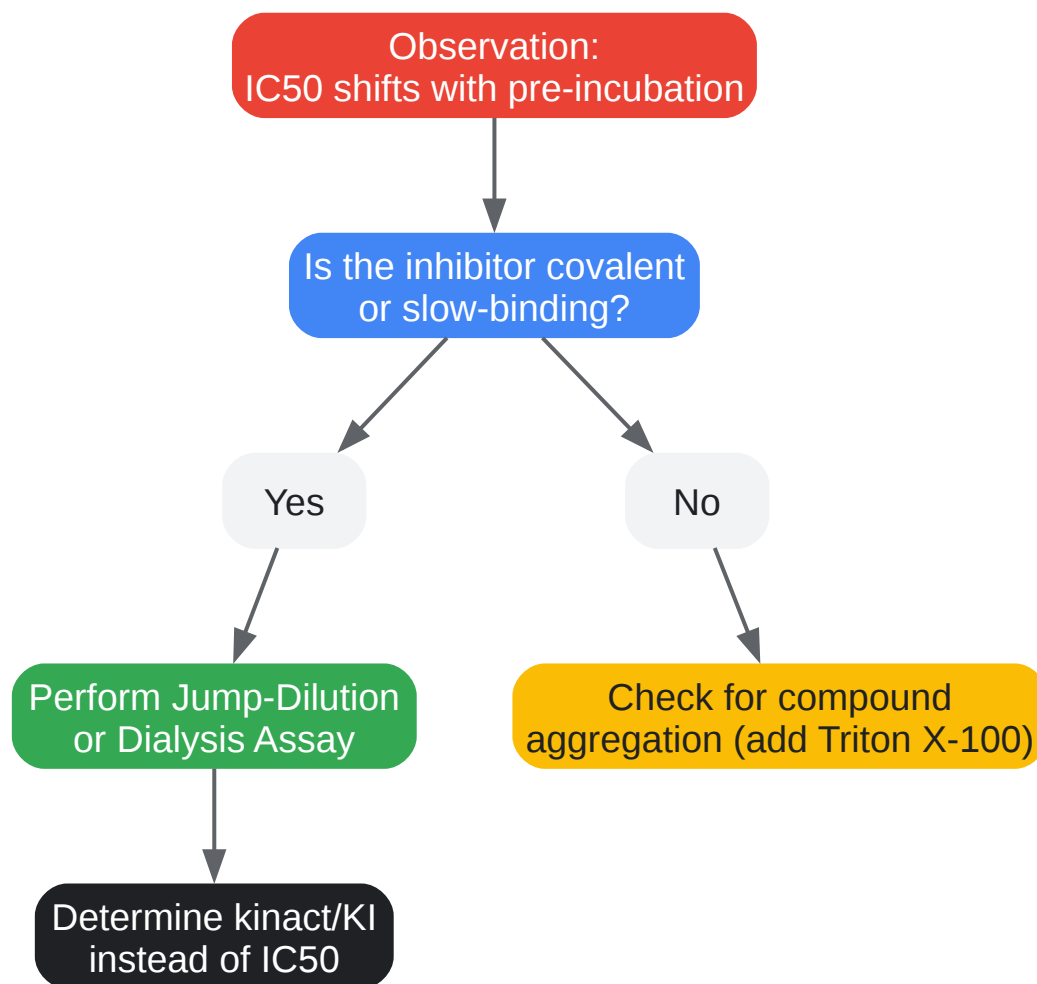 Observation:
IC50 shifts with pre-incubation
Is the inhibitor covalent
or slow-binding?
Yes
No
Perform Jump-Dilution
or Dialysis Assay
Check for compound
aggregation (add Triton X-100)
Determine kinact/KI
instead of IC50